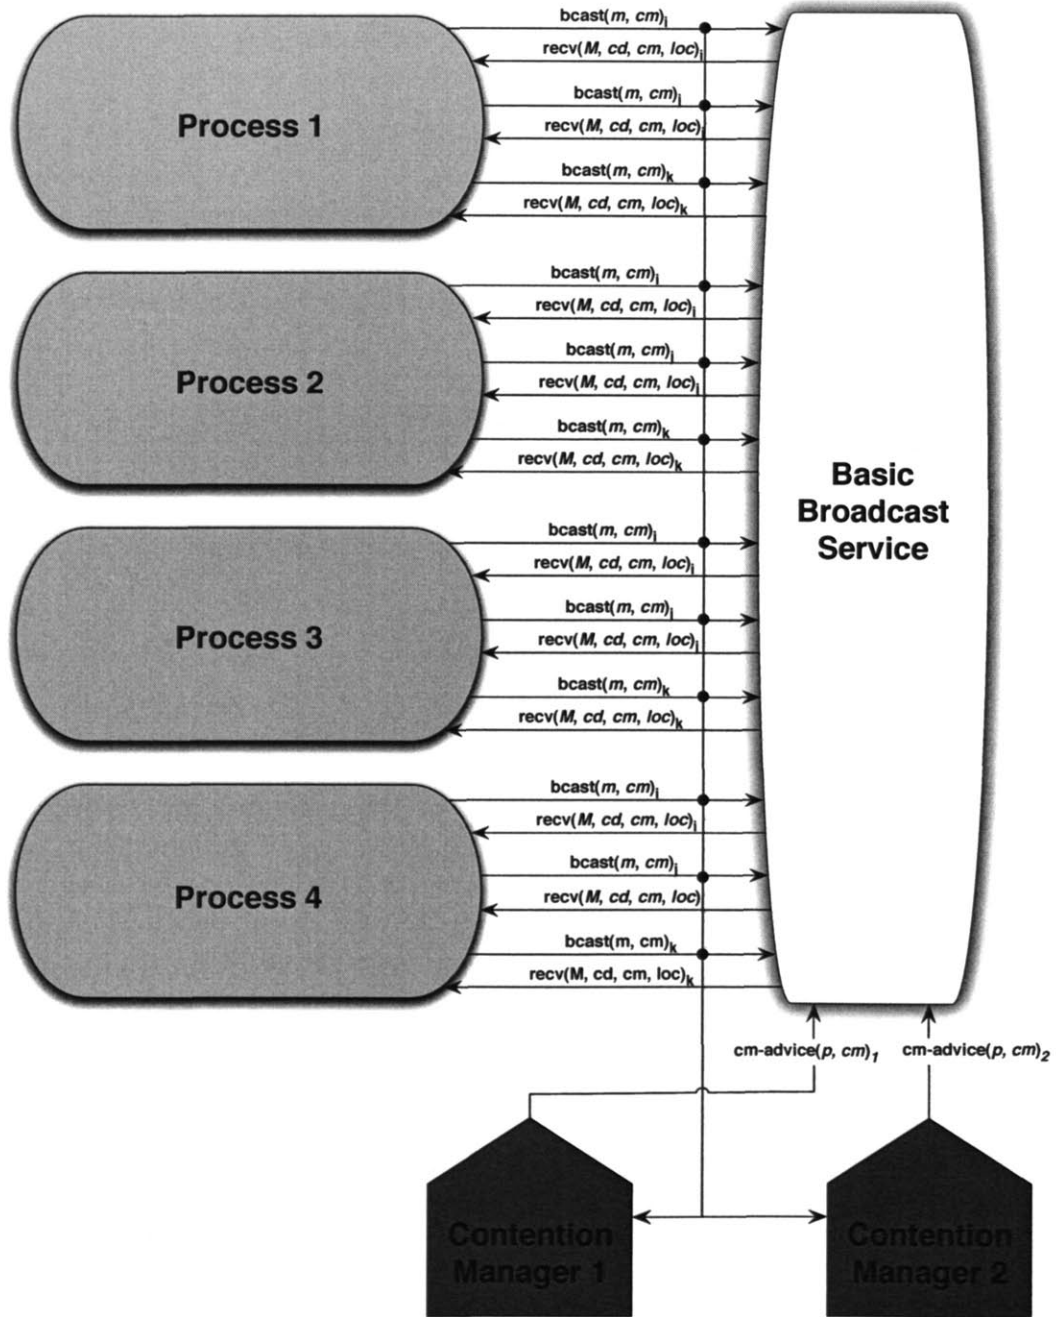 bcast(m, cm)i
recv(M, cd, cm, loc)i
bcast(m, cm)j
Process 1
recv(M, cd, cm, loc)j
bcast(m, cm)k
recv(M, cd, cm, loc)k
bcast(m, cm)i
recv(M, cd, cm, loc)i
bcast(m, cm)j
Process 2
recv(M, cd, cm, loc)j
bcast(m, cm)k
recv(M, cd, cm, loc)k
Basic
Broadcast
Service
bcast(m, cm)i
recv(M, cd, cm, loc)i
bcast(m, cm)j
Process 3
recv(M, cd, cm, loc)j
bcast(m, cm)k
recv(M, cd, cm, loc)k
bcast(m, cm)i
recv(M, cd, cm, loc)i
bcast(m, cm)j
Process 4
recv(M, cd, cm, loc)
bcast(m, cm)k
recv(M, cd, cm, loc)k
cm-advice(p, cm)1
cm-advice(p, cm)2
Contention
Manager 1
Contention
Manager 2